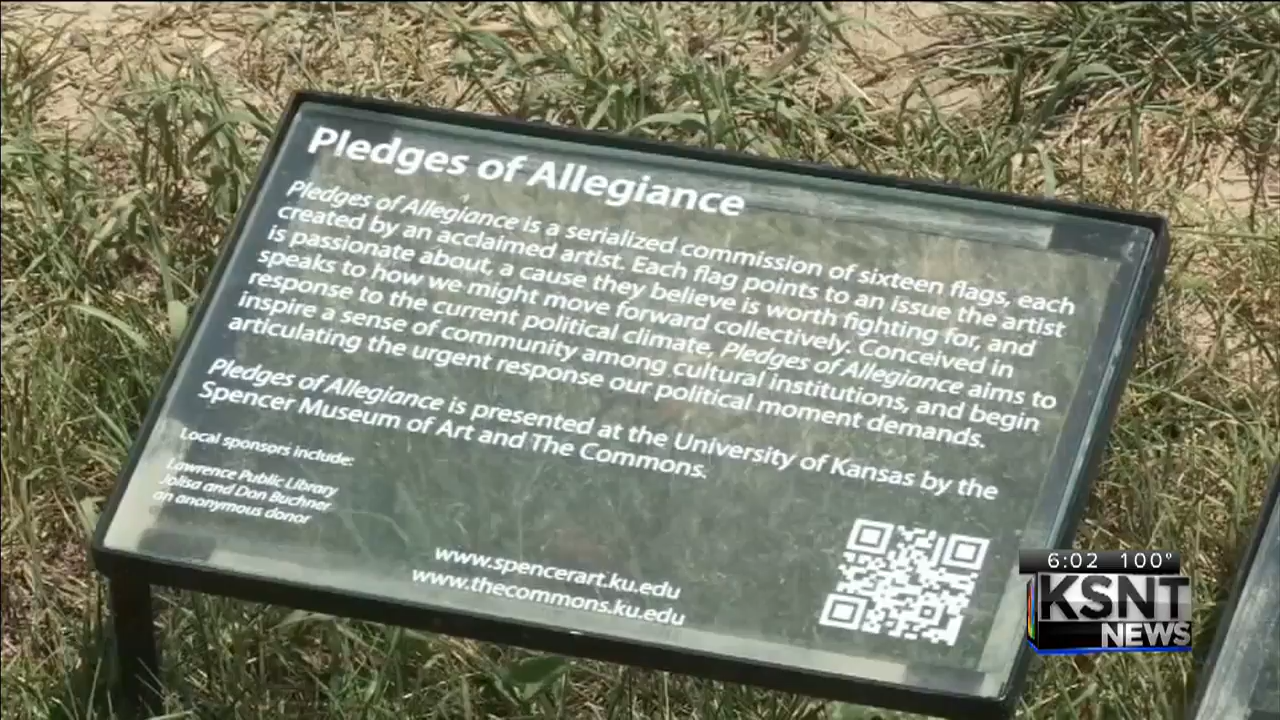 Pledges of Allegiance
Pledges of Allegiance is a serialized commission of sixteen flags, each
created by an acclaimed artist. Each flag points to an issue the artist
is passionate about, a cause they believe is worth fighting for, and
speaks to how we might move forward collectively. Conceived in
response to the current political climate, Pledges of Allegiance aims to
inspire a sense of community among cultural institutions, and begin
articulating the urgent response our political moment demands.
Pledges of Allegiance is presented at the University of Kansas by the
Spencer Museum of Art and The Commons.
Local sponsors include:
Lawrence Public Library
Jolisa and Don Buchner
an anonymous donor
www.spencerart.ku.edu
www.thecommons.ku.edu
6:02 100°
KSNT
NEWS